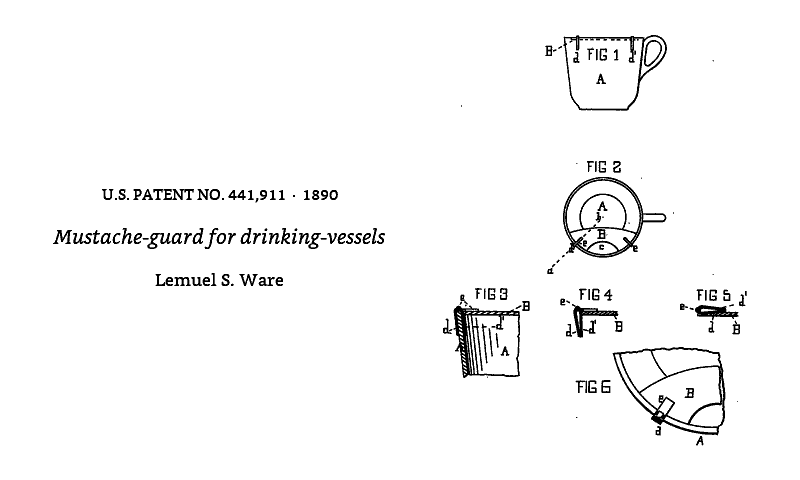 U.S. PATENT NO. 441,911 · 1890
Mustache-guard for drinking-vessels
Lemuel S. Ware
FIG 1
B
d
d'
A
FIG 2
A
b
B
c
e
e
a
FIG 3
e
B
d
d'
A
A
FIG 4
e
d
d'
B
FIG 5
e
d'
d
B
FIG 6
B
e
d
A